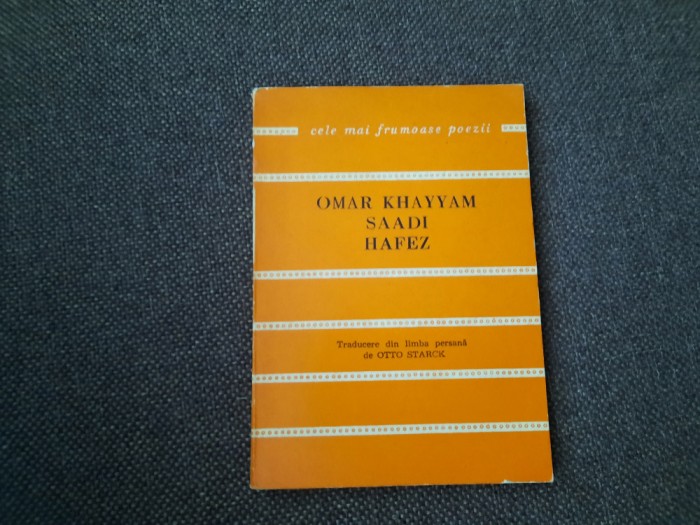 cele mai frumoase poezii
OMAR KHAYYAM
SAADI
HAFEZ
Traducere din limba persană
de OTTO STARCK